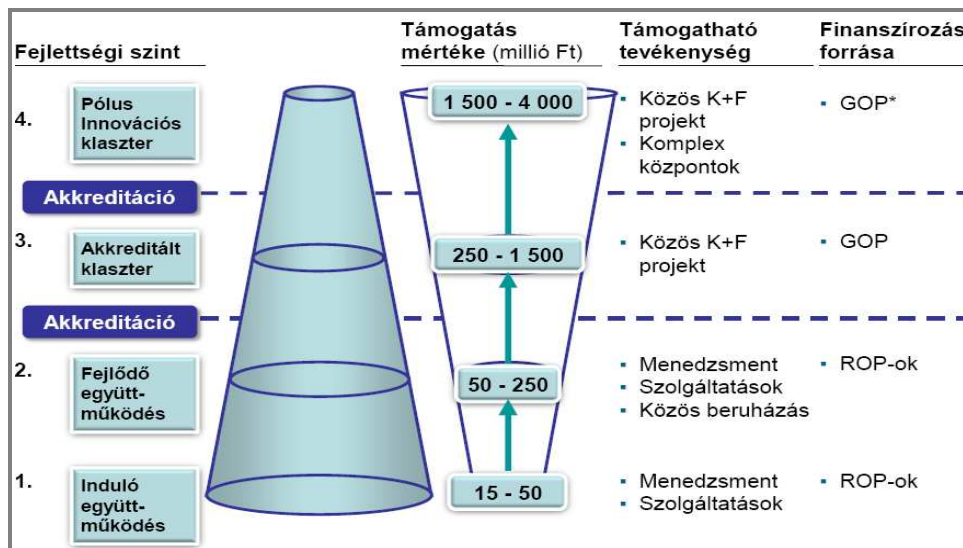 Fejlettségi szint
Támogatás
mértéke (millió Ft)
Támogatható
tevékenység
Finanszírozás
forrása
4.
Pólus
Innovációs
klaszter
1 500 - 4 000
▪ Közös K+F
projekt
▪ Komplex
központok
▪ GOP*
Akkreditáció
3.
Akkreditált
klaszter
250 - 1 500
▪ Közös K+F
projekt
▪ GOP
Akkreditáció
2.
Fejlődő
együtt-
működés
50 - 250
▪ Menedzsment
▪ Szolgáltatások
▪ Közös beruházás
▪ ROP-ok
1.
Induló
együtt-
működés
15 - 50
▪ Menedzsment
▪ Szolgáltatások
▪ ROP-ok